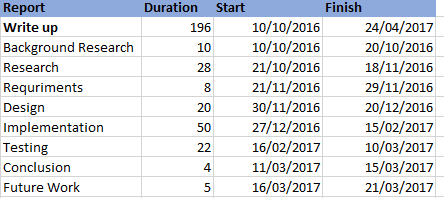 Report Duration Start Finish
Write up 196 10/10/2016 24/04/2017
Background Research 10 10/10/2016 20/10/2016
Research 28 21/10/2016 18/11/2016
Requriments 8 21/11/2016 29/11/2016
Design 20 30/11/2016 20/12/2016
Implementation 50 27/12/2016 15/02/2017
Testing 22 16/02/2017 10/03/2017
Conclusion 4 11/03/2017 15/03/2017
Future Work 5 16/03/2017 21/03/2017